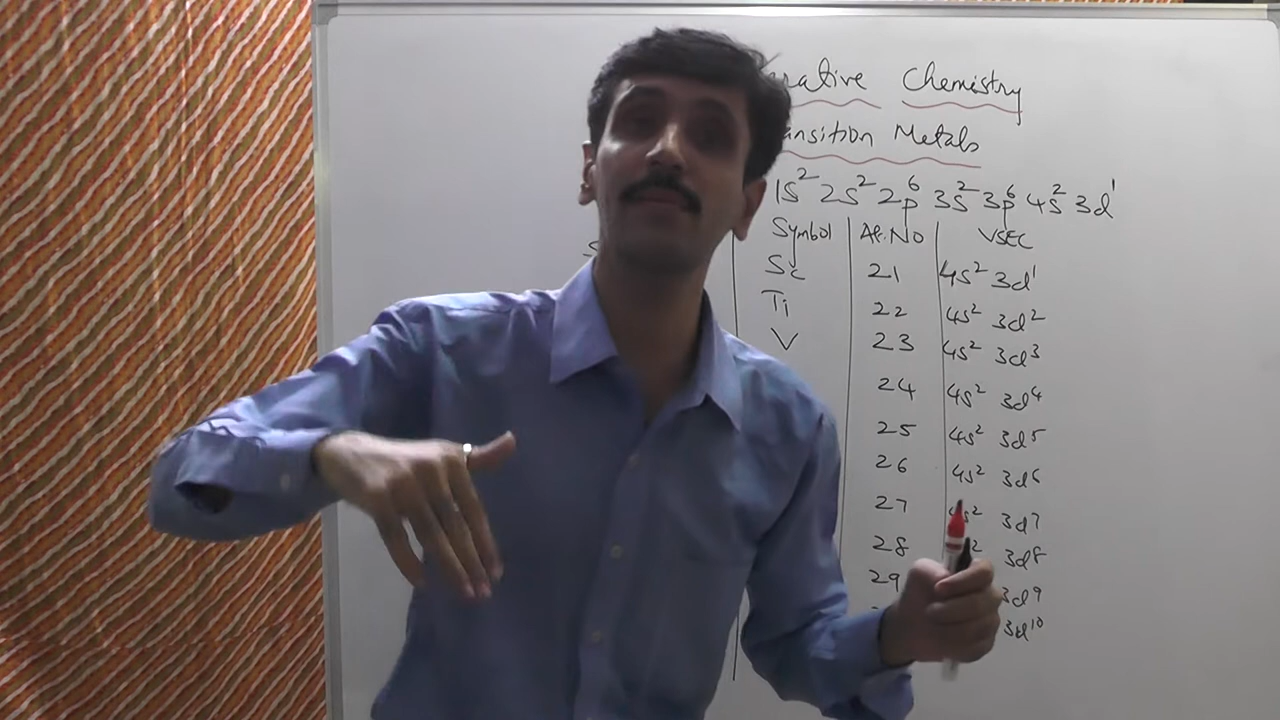 Chemistry
Metals
1s² 2s² 2p⁶ 3s² 3p⁶ 4s² 3d¹
Symbol At.No VSEC
Sc 21 4s² 3d¹
Ti 22 4s² 3d²
V 23 4s² 3d³
24 4s² 3d⁴
25 4s² 3d⁵
26 4s² 3d⁶
27 s² 3d⁷
28 ² 3d⁸
29 3d⁹
3d¹⁰